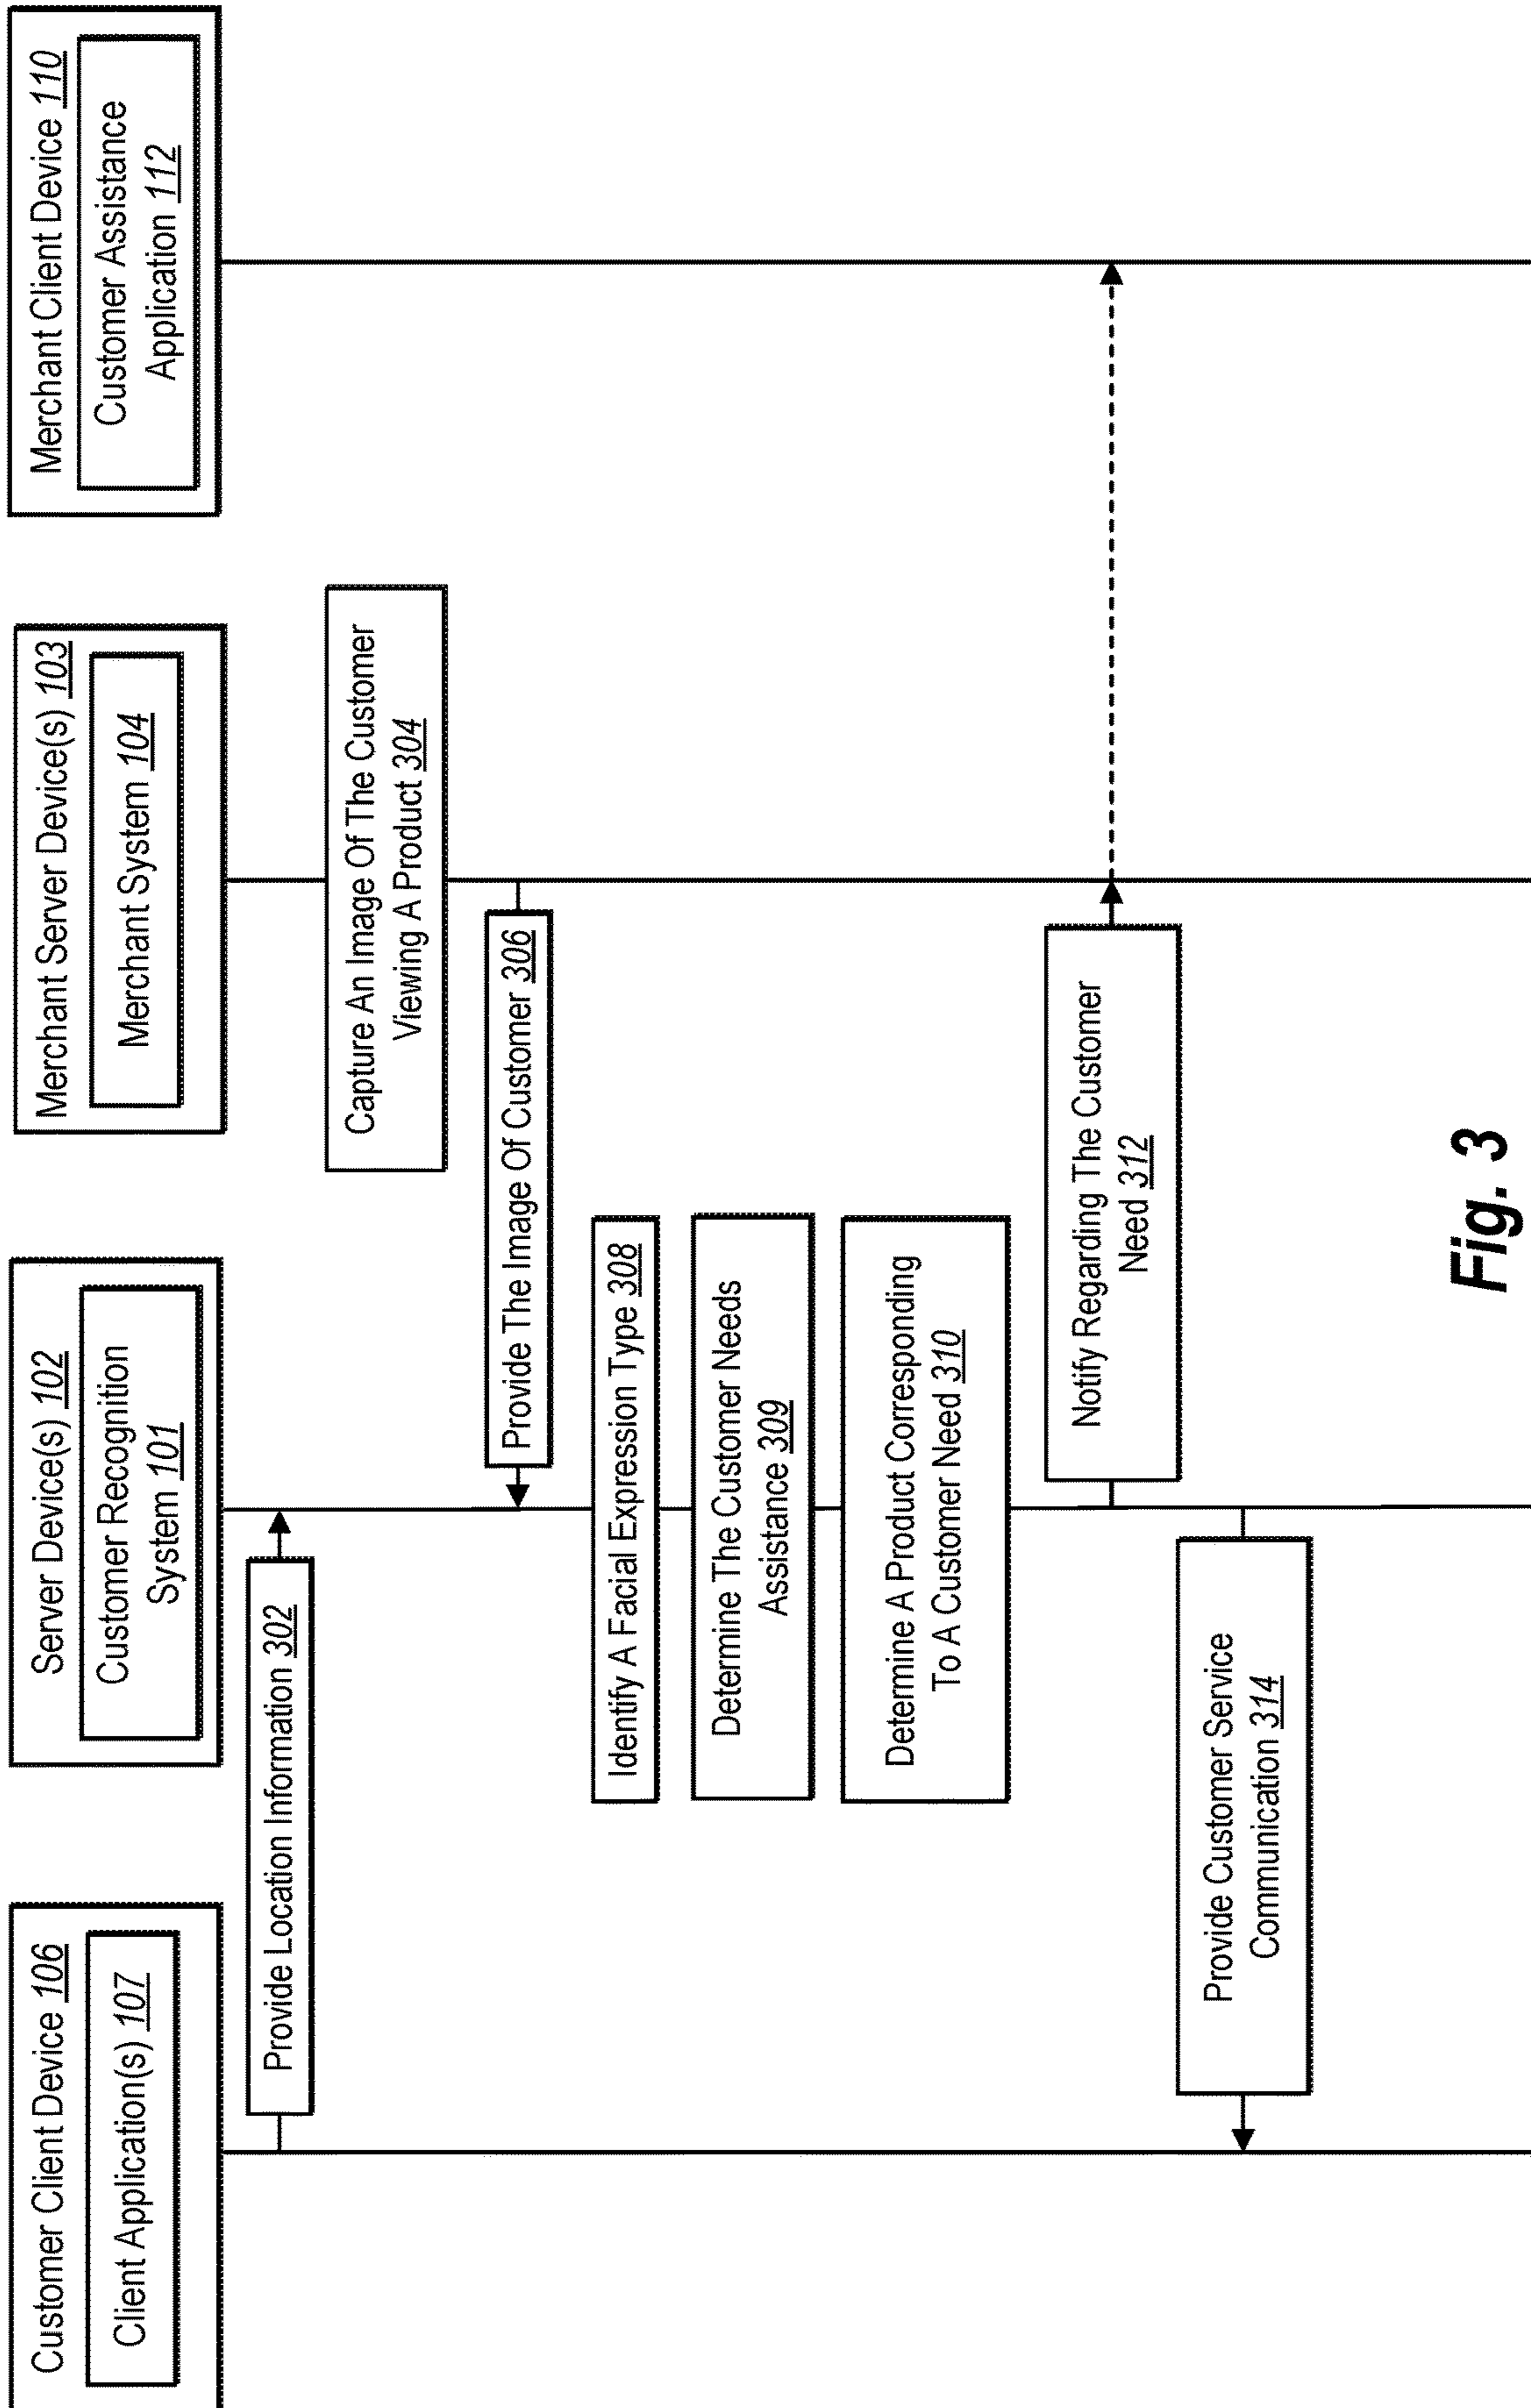 Customer Client Device 106
Client Application(s) 107
Server Device(s) 102
Customer Recognition
System 101
Merchant Server Device(s) 103
Merchant System 104
Merchant Client Device 110
Customer Assistance
Application 112
Provide Location Information 302
Capture An Image Of The Customer
Viewing A Product 304
Provide The Image Of Customer 306
Identify A Facial Expression Type 308
Determine The Customer Needs
Assistance 309
Determine A Product Corresponding
To A Customer Need 310
Notify Regarding The Customer
Need 312
Provide Customer Service
Communication 314
Fig. 3